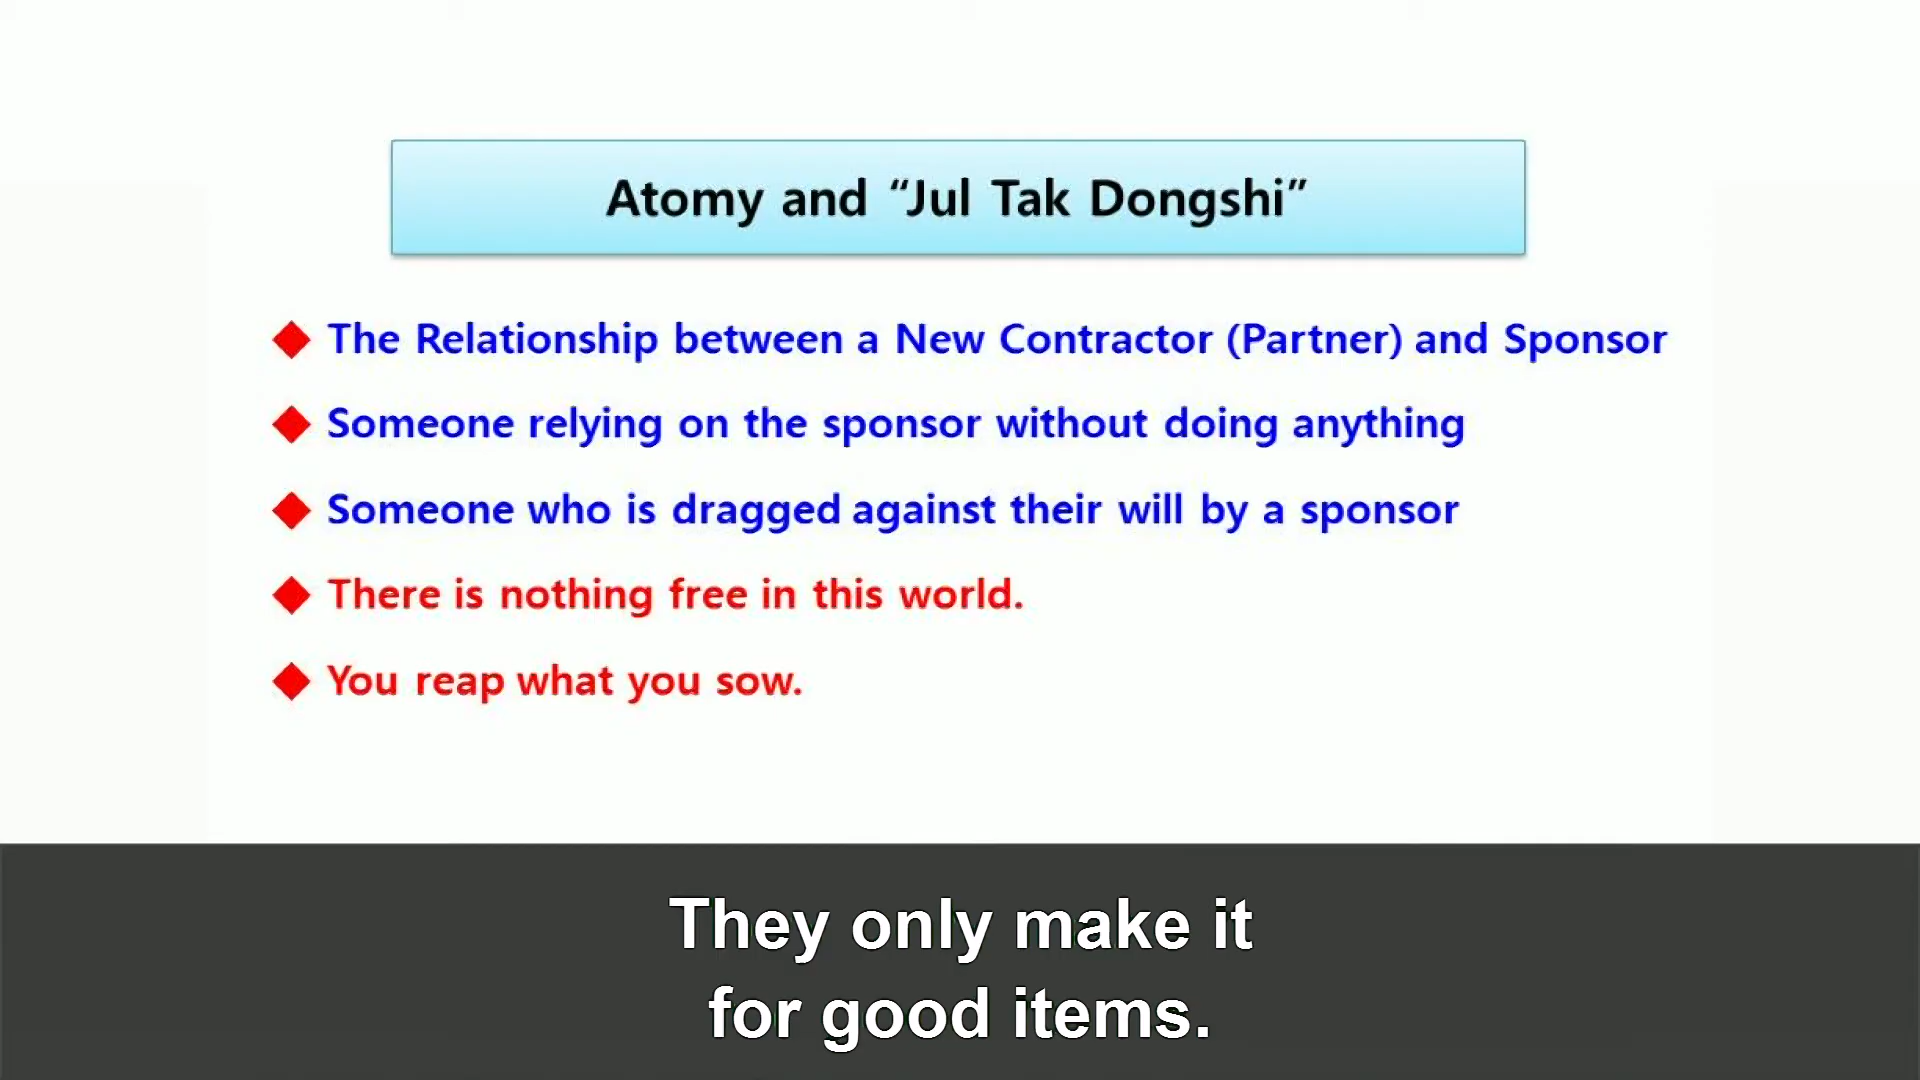 Atomy and “Jul Tak Dongshi”
The Relationship between a New Contractor (Partner) and Sponsor
Someone relying on the sponsor without doing anything
Someone who is dragged against their will by a sponsor
There is nothing free in this world.
You reap what you sow.
They only make it
for good items.